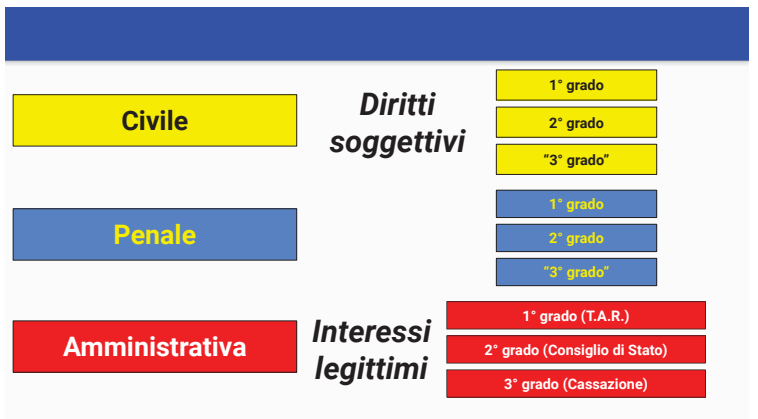 Civile
Diritti
soggettivi
1° grado
2° grado
"3° grado"
Penale
1° grado
2° grado
"3° grado"
Amministrativa
Interessi
legittimi
1° grado (T.A.R.)
2° grado (Consiglio di Stato)
3° grado (Cassazione)